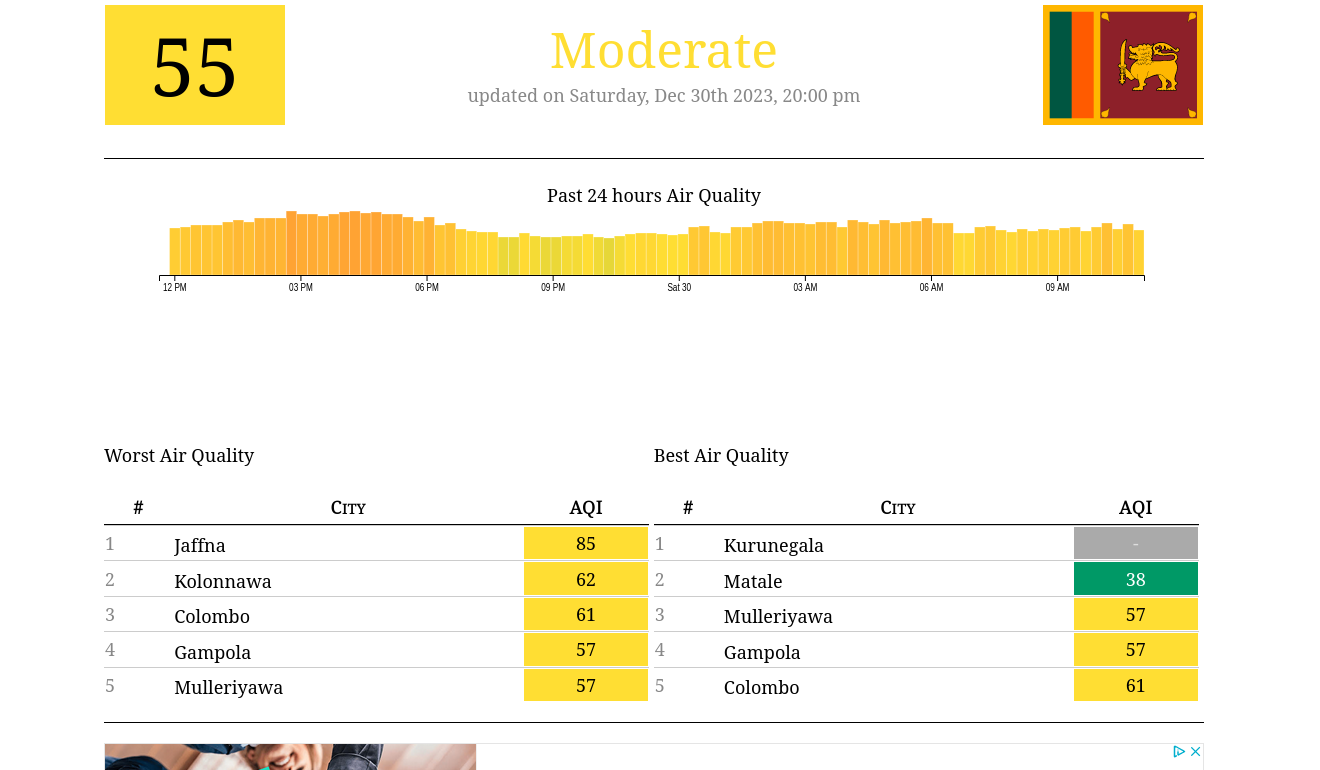 55
Moderate
updated on Saturday, Dec 30th 2023, 20:00 pm
Past 24 hours Air Quality
12 PM 03 PM 06 PM 09 PM Sat 30 03 AM 06 AM 09 AM
Worst Air Quality
# City AQI
1 Jaffna 85
2 Kolonnawa 62
3 Colombo 61
4 Gampola 57
5 Mulleriyawa 57
Best Air Quality
# City AQI
1 Kurunegala -
2 Matale 38
3 Mulleriyawa 57
4 Gampola 57
5 Colombo 61